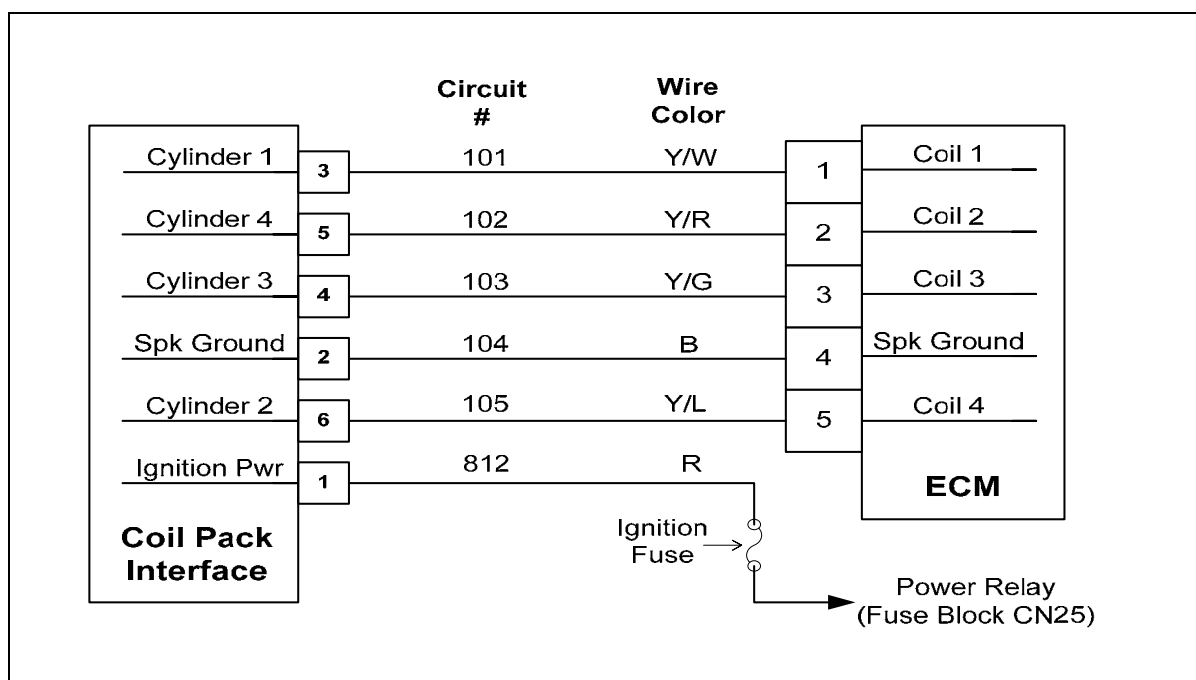 Circuit
#
Wire
Color
Cylinder 1 3 101 Y/W 1 Coil 1
Cylinder 4 5 102 Y/R 2 Coil 2
Cylinder 3 4 103 Y/G 3 Coil 3
Spk Ground 2 104 B 4 Spk Ground
Cylinder 2 6 105 Y/L 5 Coil 4
Ignition Pwr 1 812 R
ECM
Coil Pack
Interface
Ignition
Fuse
Power Relay
(Fuse Block CN25)